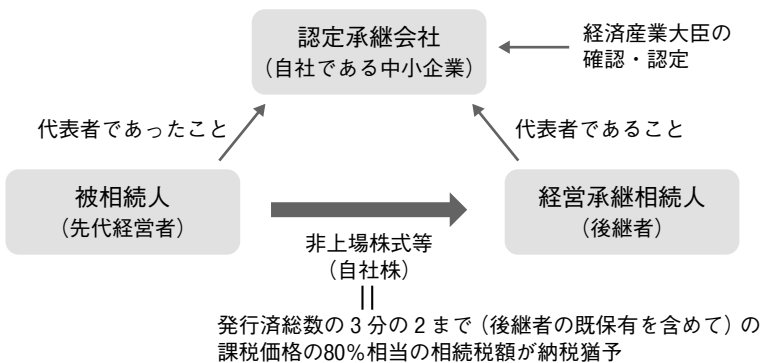 認定承継会社
(自社である中小企業)
経済産業大臣の
確認・認定
代表者であったこと
代表者であること
被相続人
(先代経営者)
経営承継相続人
(後継者)
非上場株式等
(自社株)
発行済総数の3分の2まで(後継者の既保有を含めて)の
課税価格の80%相当の相続税額が納税猶予